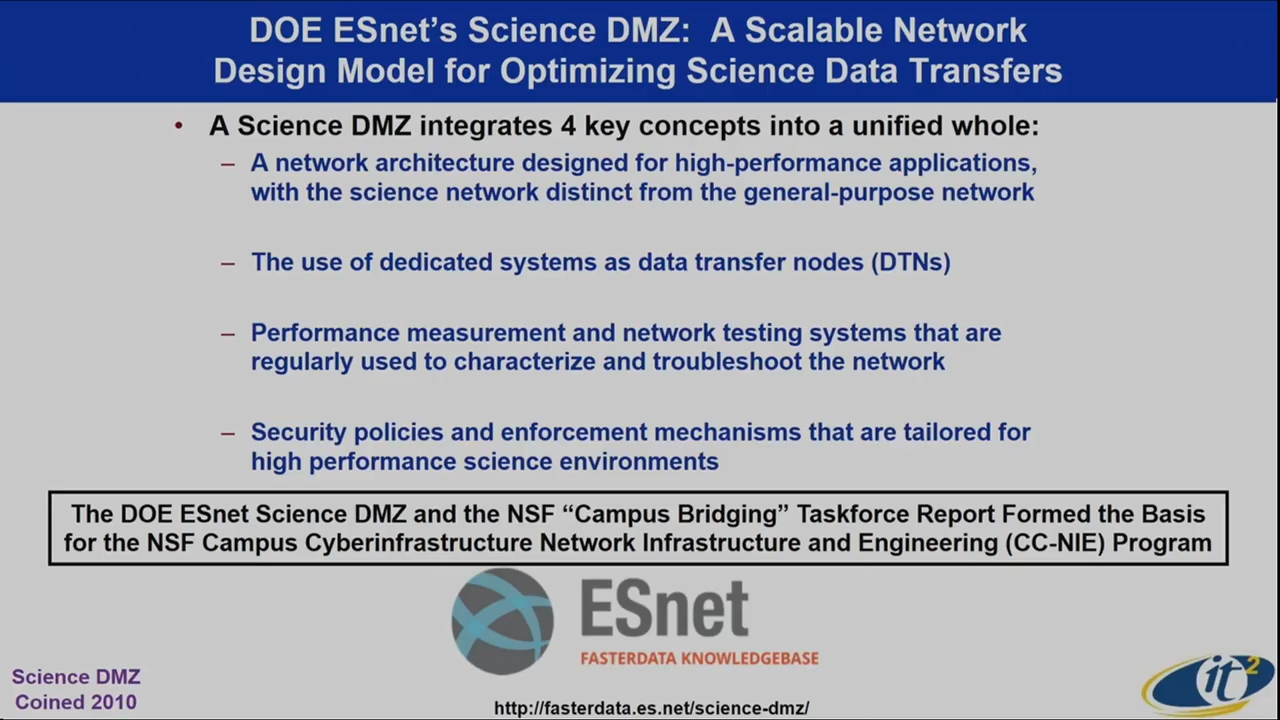 DOE ESnet's Science DMZ: A Scalable Network
Design Model for Optimizing Science Data Transfers
• A Science DMZ integrates 4 key concepts into a unified whole:
– A network architecture designed for high-performance applications,
with the science network distinct from the general-purpose network
– The use of dedicated systems as data transfer nodes (DTNs)
– Performance measurement and network testing systems that are
regularly used to characterize and troubleshoot the network
– Security policies and enforcement mechanisms that are tailored for
high performance science environments
The DOE ESnet Science DMZ and the NSF “Campus Bridging” Taskforce Report Formed the Basis
for the NSF Campus Cyberinfrastructure Network Infrastructure and Engineering (CC-NIE) Program
ESnet
FASTERDATA KNOWLEDGEBASE
Science DMZ
Coined 2010
http://fasterdata.es.net/science-dmz/
it2